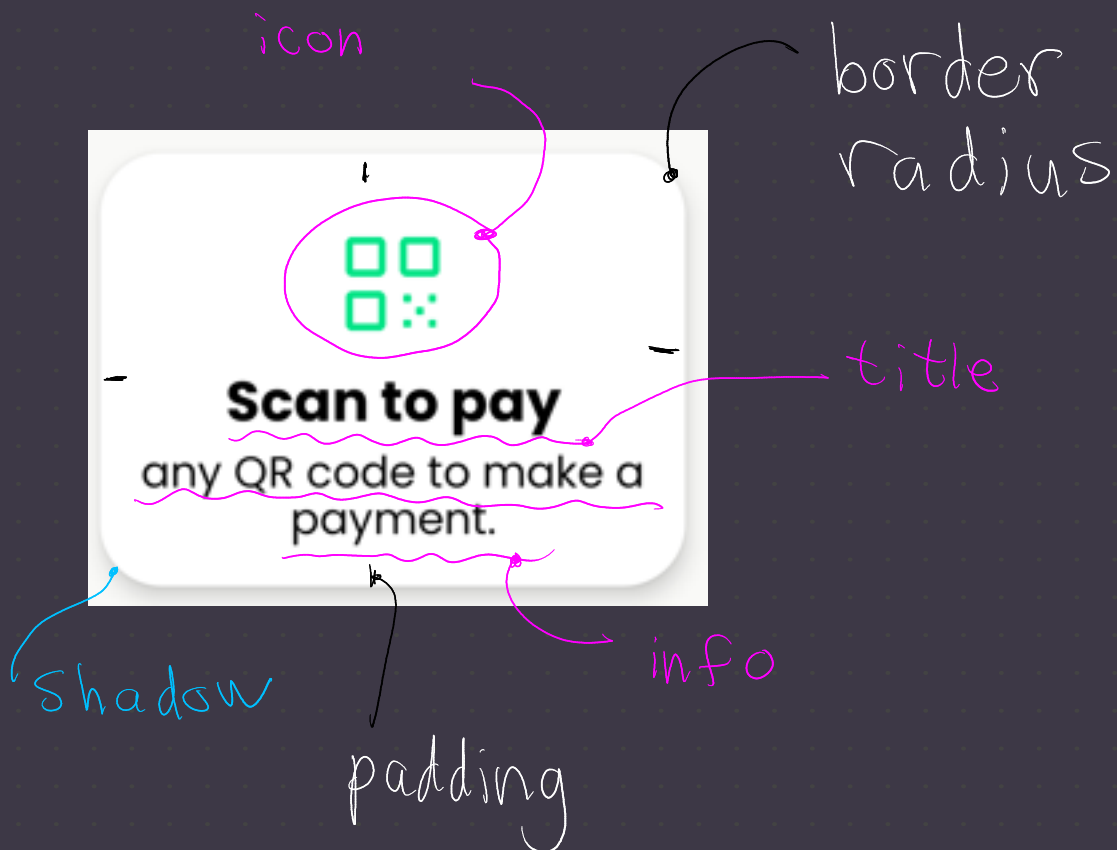 icon
border
radius
title
Scan to pay
any QR code to make a
payment.
info
Shadow
padding